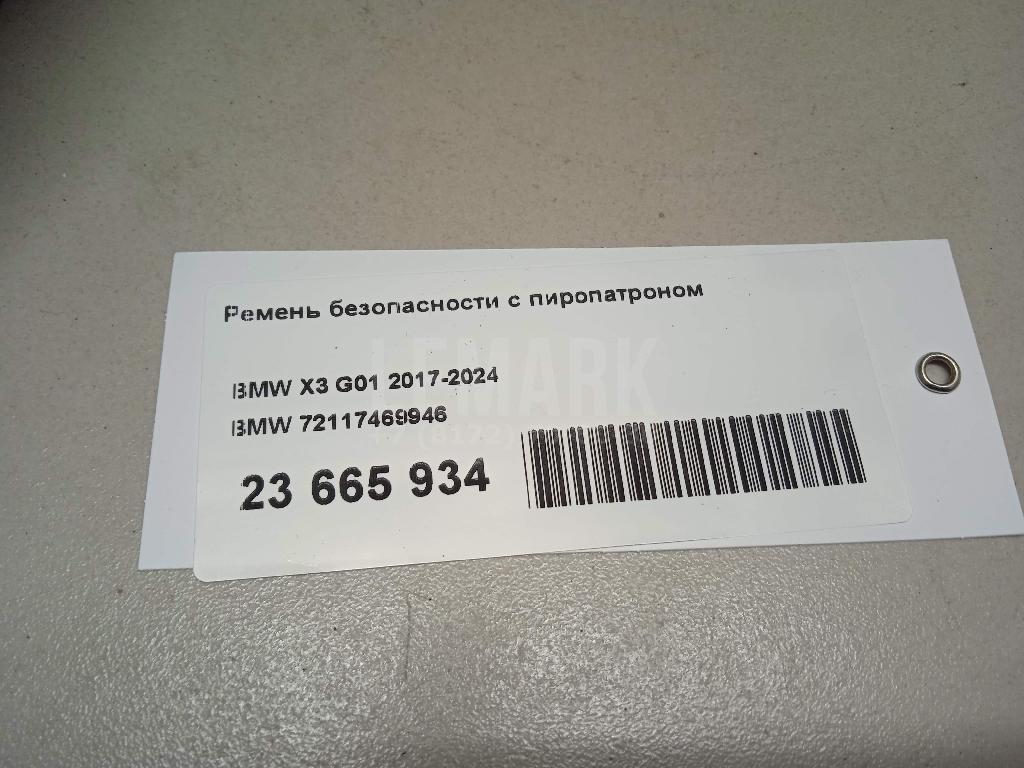 Ремень безопасности с пиропатроном
BMW X3 G01 2017-2024
BMW 72117469946
23 665 934
LEMARK